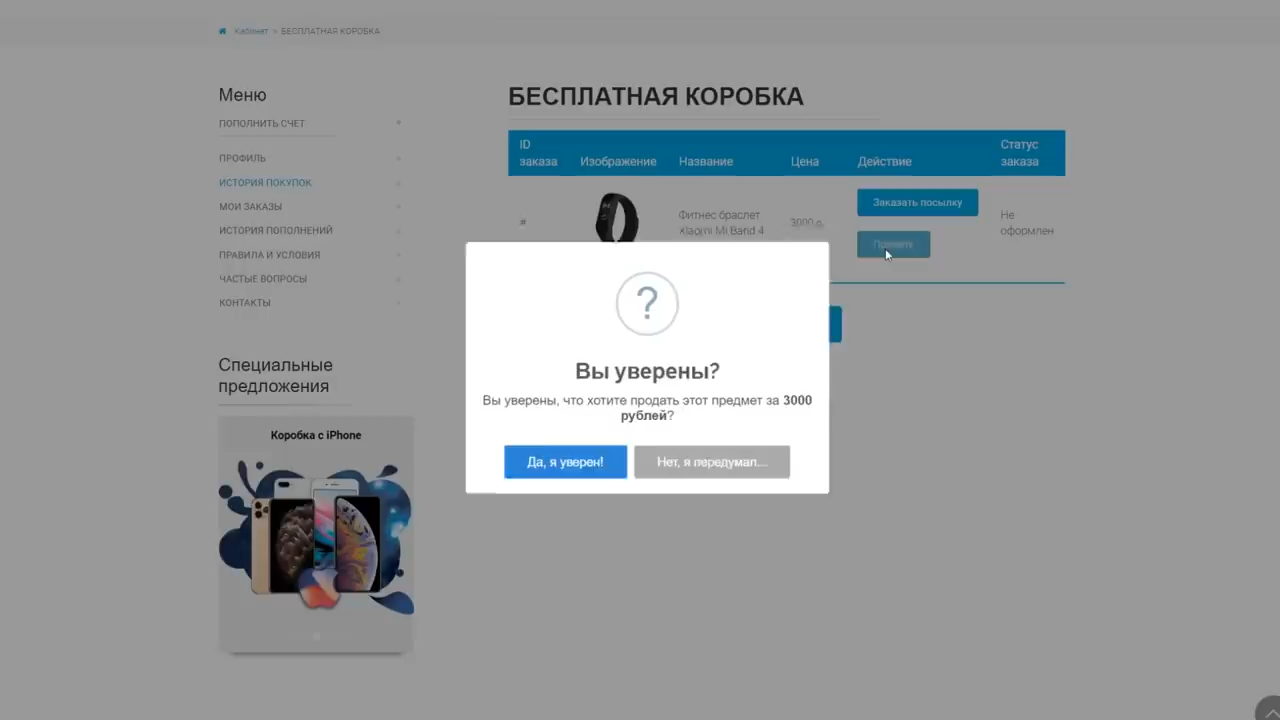 Кабинет » БЕСПЛАТНАЯ КОРОБКА
Меню
ПОПОЛНИТЬ СЧЕТ
ПРОФИЛЬ
ИСТОРИЯ ПОКУПОК
МОИ ЗАКАЗЫ
ИСТОРИЯ ПОПОЛНЕНИЙ
ПРАВИЛА И УСЛОВИЯ
ЧАСТЫЕ ВОПРОСЫ
КОНТАКТЫ
Специальные
предложения
Коробка с iPhone
БЕСПЛАТНАЯ КОРОБКА
ID
заказа
Изображение
Название
Цена
Действие
Статус
заказа
#
Фитнес браслет
Xiaomi Mi Band 4
3000 р.
Заказать посылку
Продать
Не
оформлен
?
Вы уверены?
Вы уверены, что хотите продать этот предмет за 3000
рублей?
Да, я уверен!
Нет, я передумал...